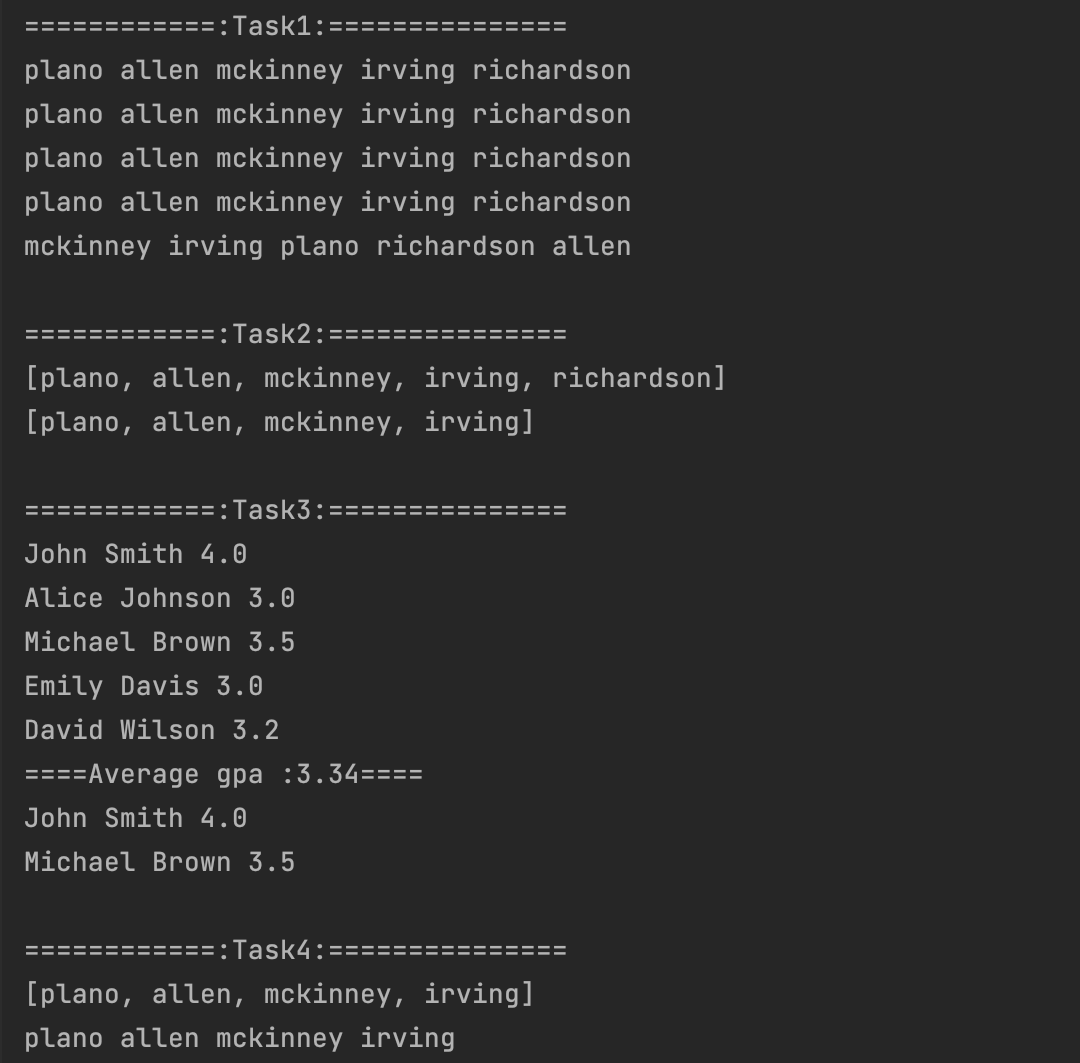 ============:Task1:===============
plano allen mckinney irving richardson
plano allen mckinney irving richardson
plano allen mckinney irving richardson
plano allen mckinney irving richardson
mckinney irving plano richardson allen
============:Task2:===============
[plano, allen, mckinney, irving, richardson]
[plano, allen, mckinney, irving]
============:Task3:===============
John Smith 4.0
Alice Johnson 3.0
Michael Brown 3.5
Emily Davis 3.0
David Wilson 3.2
====Average gpa :3.34====
John Smith 4.0
Michael Brown 3.5
============:Task4:===============
[plano, allen, mckinney, irving]
plano allen mckinney irving